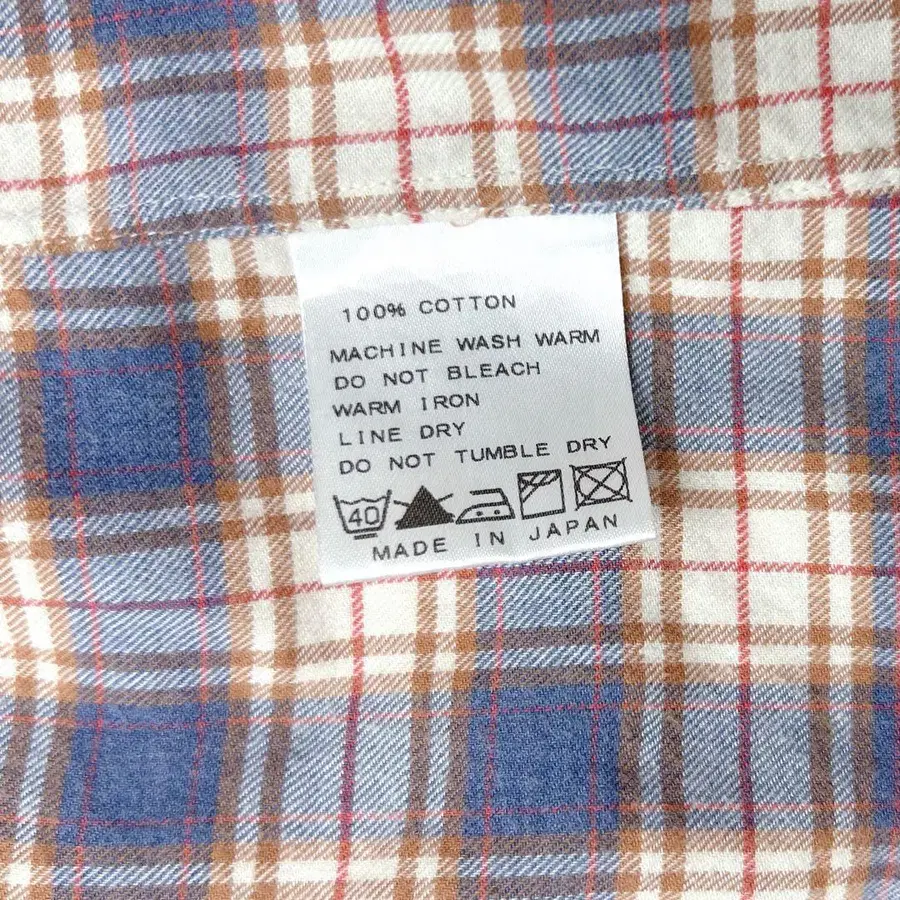 100% COTTON
MACHINE WASH WARM
DO NOT BLEACH
WARM IRON
LINE DRY
DO NOT TUMBLE DRY
40
MADE IN JAPAN